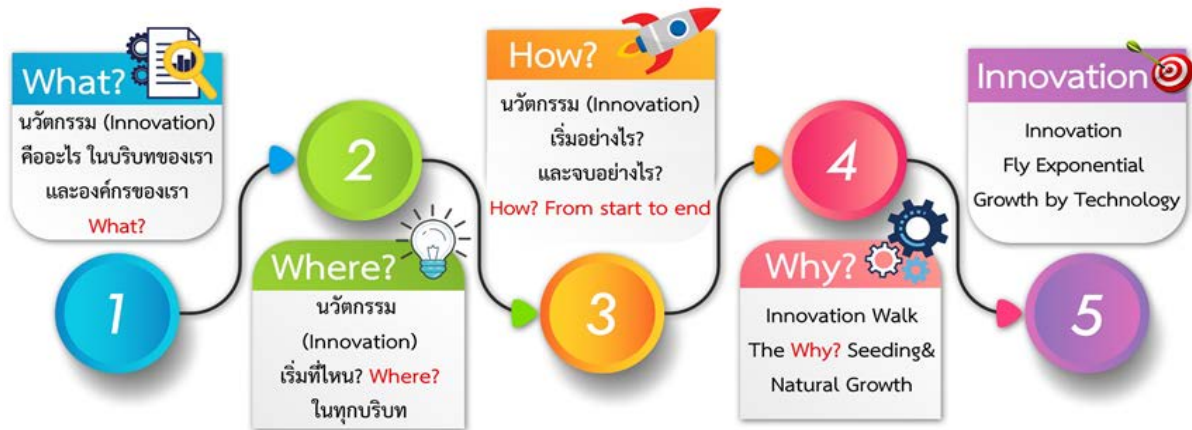 What?
นวัตกรรม (Innovation)
คืออะไร ในบริบทของเรา
และองค์กรของเรา
What?
1
2
Where?
นวัตกรรม
(Innovation)
เริ่มที่ไหน? Where?
ในทุกบริบท
How?
นวัตกรรม (Innovation)
เริ่มอย่างไร?
และจบอย่างไร?
How? From start to end
3
4
Why?
Innovation Walk
The Why? Seeding&
Natural Growth
Innovation
Innovation
Fly Exponential
Growth by Technology
5